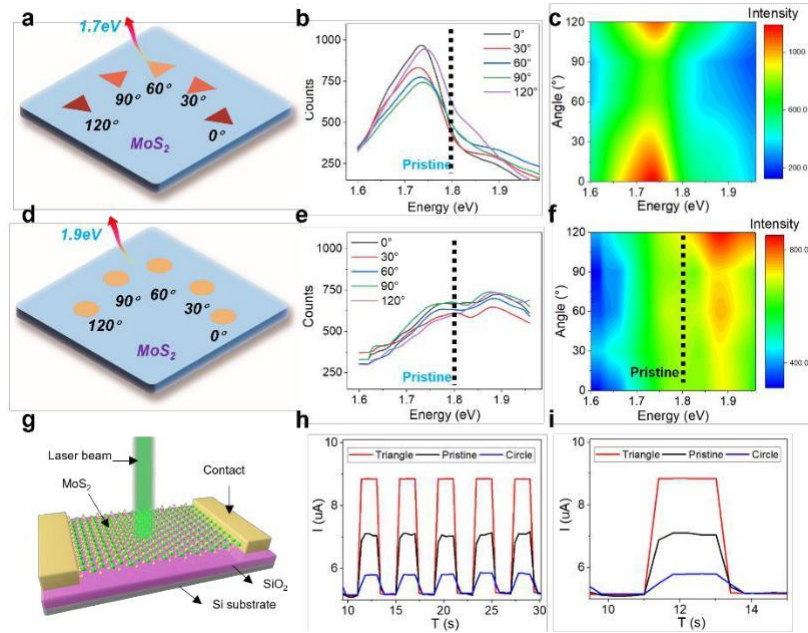 a
1.7eV
120°
90°
60°
30°
0°
MoS2
b
Counts
1000
750
500
250
0°
30°
60°
90°
120°
Pristine
1.6 1.7 1.8 1.9
Energy (eV)
c
Angle (°)
120
90
60
30
0
1.6 1.7 1.8 1.9
Energy (eV)
Intensity
1000
600.0
200.0
d
1.9eV
120°
90°
60°
30°
0°
MoS2
e
Counts
1000
750
500
250
0°
30°
60°
90°
120°
Pristine
1.6 1.7 1.8 1.9
Energy (eV)
f
Angle (°)
120
90
60
30
0
Pristine
1.6 1.7 1.8 1.9
Energy (eV)
Intensity
800.0
400.0
g
Laser beam
MoS2
Contact
SiO2
Si substrate
h
I (uA)
10
8
6
Triangle Pristine Circle
10 15 20 25 30
T (s)
i
I (uA)
10
8
6
Triangle Pristine Circle
10 12 14
T (s)